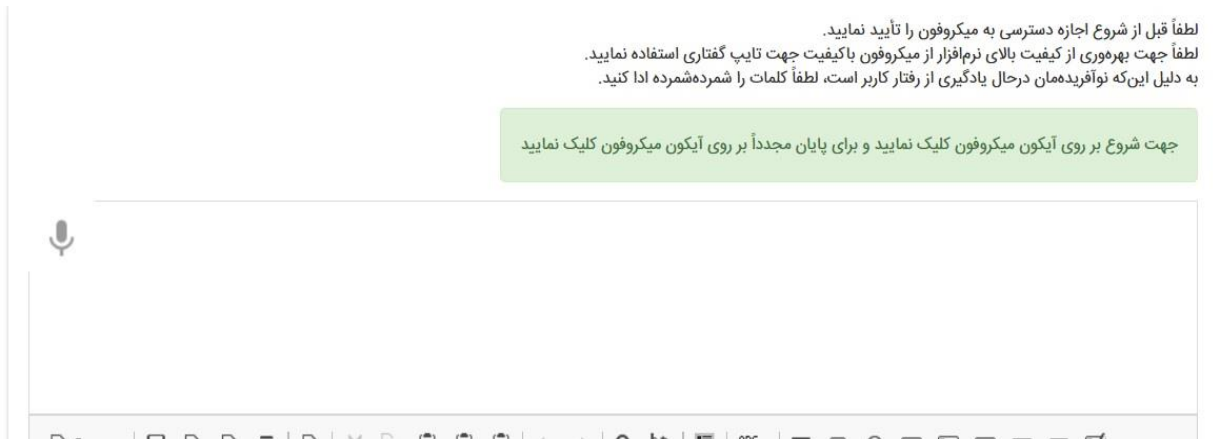 لطفاً قبل از شروع اجازه دسترسی به میکروفون را تأیید نمایید.
لطفاً جهت بهره‌وری از کیفیت بالای نرم‌افزار از میکروفون باکیفیت جهت تایپ گفتاری استفاده نمایید.
به دلیل این‌که نوآفریده‌مان درحال یادگیری از رفتار کاربر است، لطفاً کلمات را شمرده‌شمرده ادا کنید.
جهت شروع بر روی آیکون میکروفون کلیک نمایید و برای پایان مجدداً بر روی آیکون میکروفون کلیک نمایید